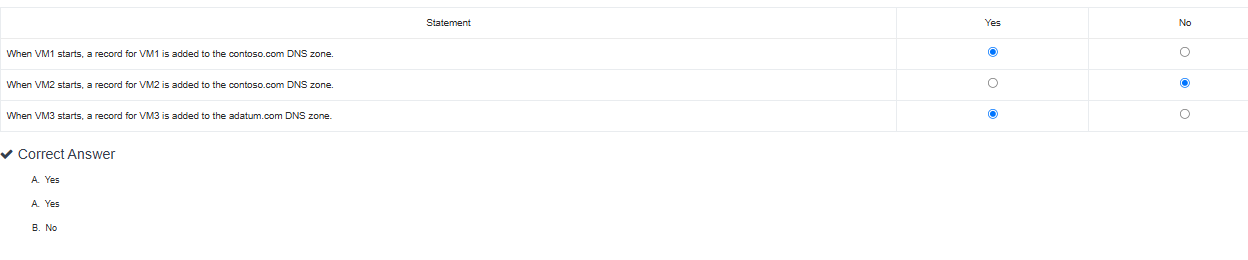 Statement Yes No
When VM1 starts, a record for VM1 is added to the contoso.com DNS zone.
When VM2 starts, a record for VM2 is added to the contoso.com DNS zone.
When VM3 starts, a record for VM3 is added to the adatum.com DNS zone.
Correct Answer
A. Yes
A. Yes
B. No